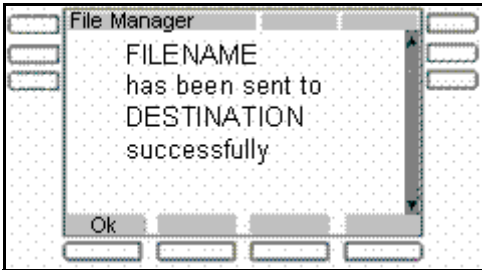 File Manager
FILENAME
has been sent to
DESTINATION
successfully
Ok